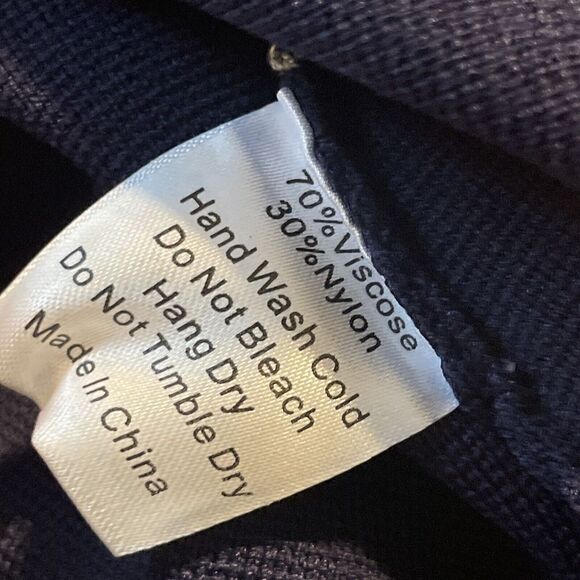 70%Viscose
30%Nylon
Hand Wash Cold
Do Not Bleach
Hang Dry
Do Not Tumble Dry
Made In China